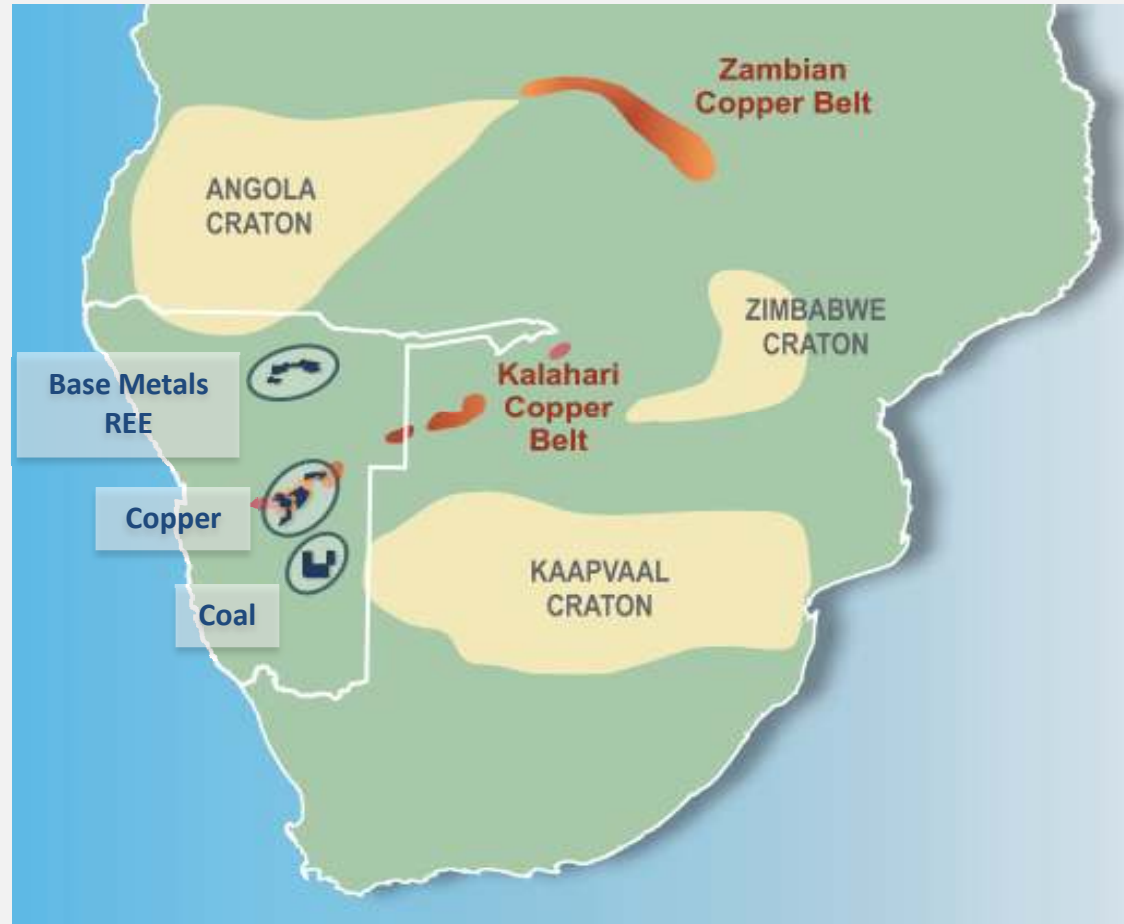 Zambian
Copper Belt
ANGOLA
CRATON
ZIMBABWE
CRATON
Base Metals
REE
Kalahari
Copper
Belt
Copper
KAAPVAAL
CRATON
Coal